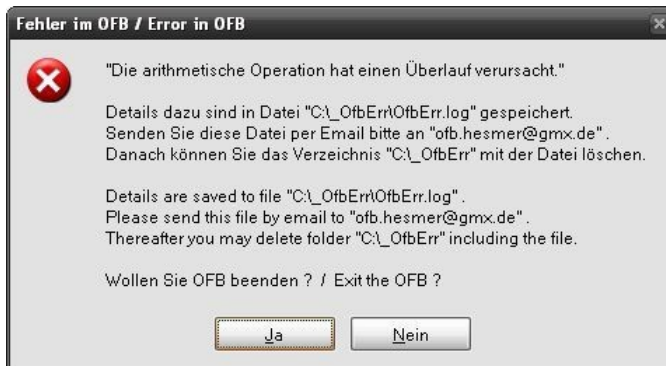 Fehler im OFB / Error in OFB
"Die arithmetische Operation hat einen Überlauf verursacht."
Details dazu sind in Datei "C:\_OfbErr\OfbErr.log" gespeichert.
Senden Sie diese Datei per Email bitte an "ofb.hesmer@gmx.de" .
Danach können Sie das Verzeichnis "C:\_OfbErr" mit der Datei löschen.
Details are saved to file "C:\_OfbErr\OfbErr.log" .
Please send this file by email to "ofb.hesmer@gmx.de" .
Thereafter you may delete folder "C:\_OfbErr" including the file.
Wollen Sie OFB beenden ? / Exit the OFB ?
Ja Nein